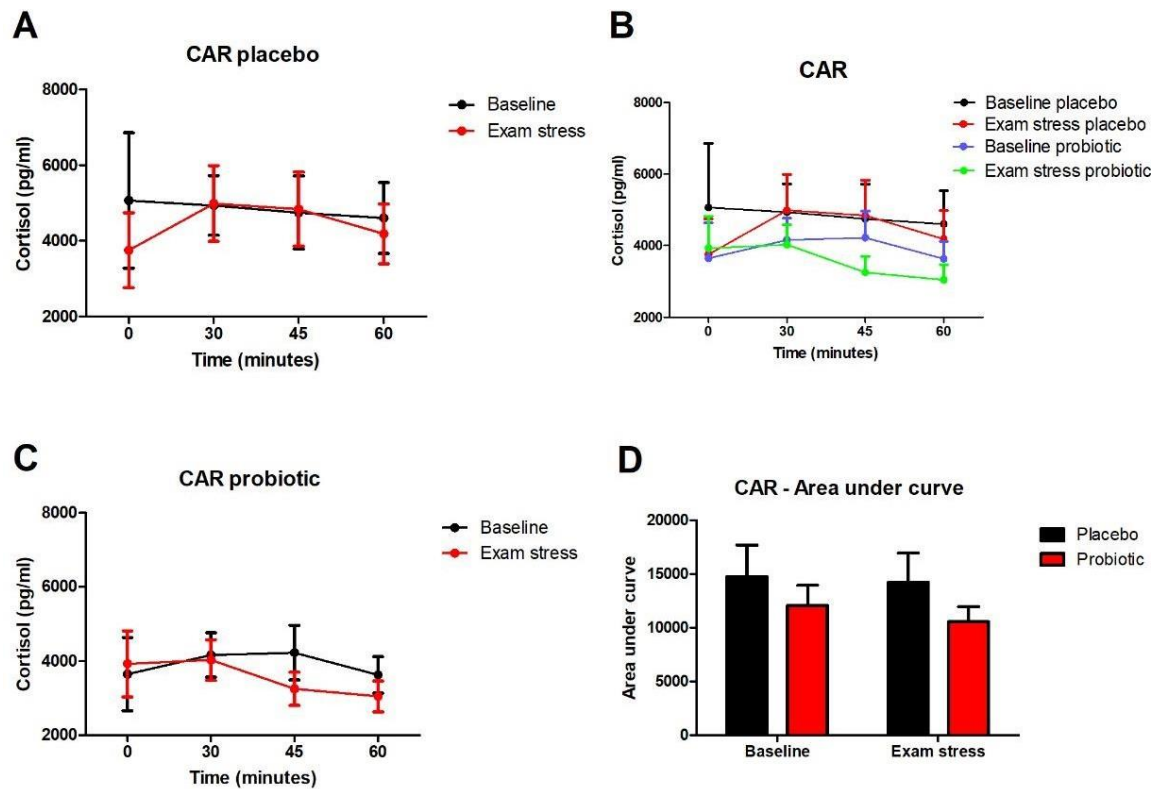 A
CAR placebo
8000
6000
4000
2000
Cortisol (pg/ml)
0 30 45 60
Time (minutes)
Baseline
Exam stress
B
CAR
8000
6000
4000
2000
Cortisol (pg/ml)
0 30 45 60
Time (minutes)
Baseline placebo
Exam stress placebo
Baseline probiotic
Exam stress probiotic
C
CAR probiotic
8000
6000
4000
2000
Cortisol (pg/ml)
0 30 45 60
Time (minutes)
Baseline
Exam stress
D
CAR - Area under curve
20000
15000
10000
5000
0
Area under curve
Baseline Exam stress
Placebo
Probiotic